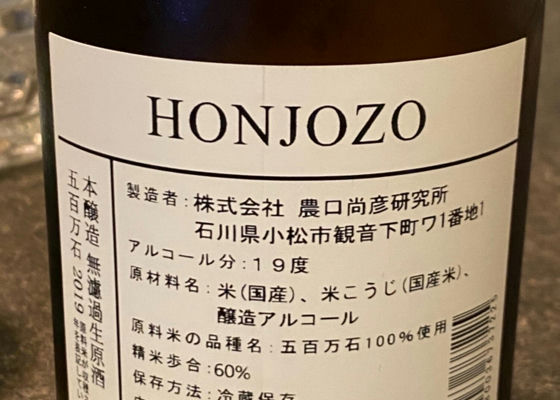 HONJOZO
本醸造 無濾過生原酒
五百万石 2019
製造者:株式会社 農口尚彦研究所
石川県小松市観音下町ワ1番地1
アルコール分:19度
原材料名:米(国産)、米こうじ(国産米)、
醸造アルコール
原料米の品種名:五百万石100%使用
精米歩合:60%
保存方法:冷蔵保存